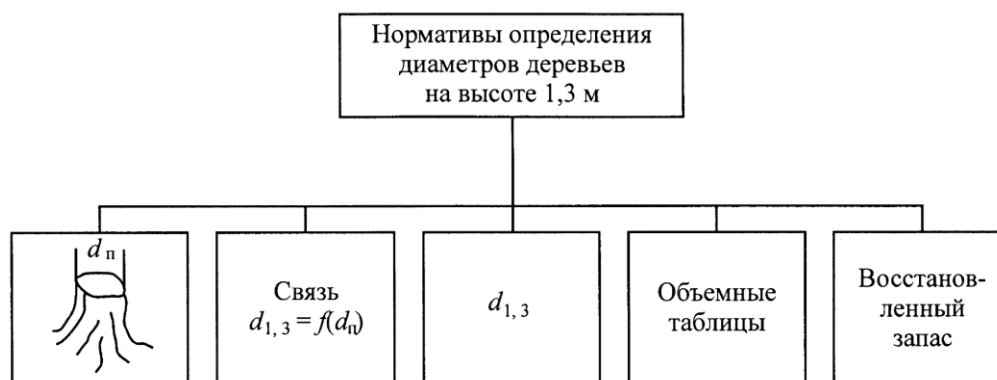 Нормативы определения
диаметров деревьев
на высоте 1,3 м
d п
Связь
d1, 3 = f(dп)
d1, 3
Объемные
таблицы
Восстанов-
ленный
запас